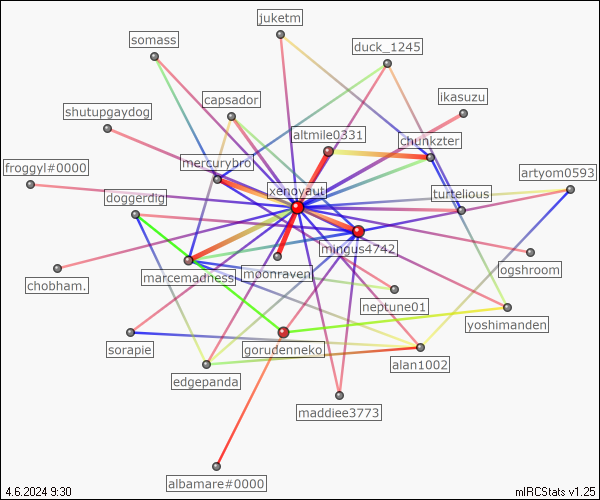 juketm
somass
duck_1245
ikasuzu
capsador
shutupgaydog
altmile0331
chunkzter
mercurybro
froggyl#0000
artyom0593
xenoyaut
doggerdig
turtelious
mingus4742
ogshroom
moonraven
marcemadness
chobham.
neptune01
yoshimanden
sorapie
gorudenneko
alan1002
edgepanda
maddiee3773
albamare#0000
4.6.2024 9:30
mIRCStats v1.25